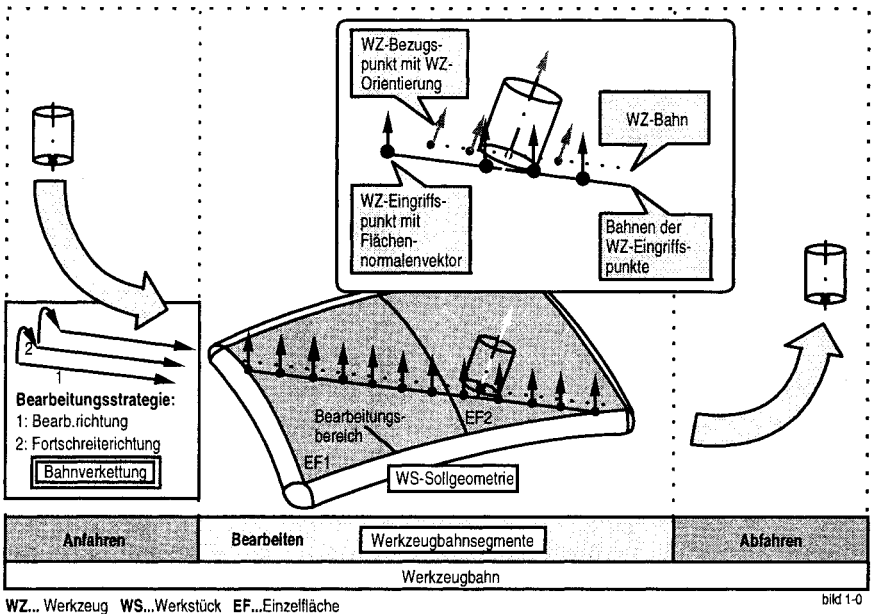 WZ-Bezugs-
punkt mit WZ-
Orientierung
WZ-Bahn
WZ-Eingriffs-
punkt mit
Flächen-
normalenvektor
Bahnen der
WZ-Eingriffs-
punkte
2
1
Bearbeitungsstrategie:
1: Bearb.richtung
2: Fortschreiterichtung
Bahnverkettung
Bearbeitungs-
bereich
EF2
EF1
WS-Sollgeometrie
Anfahren
Bearbeiten
Werkzeugbahnsegmente
Abfahren
Werkzeugbahn
WZ... Werkzeug WS...Werkstück EF...Einzelfläche
bild 1-0